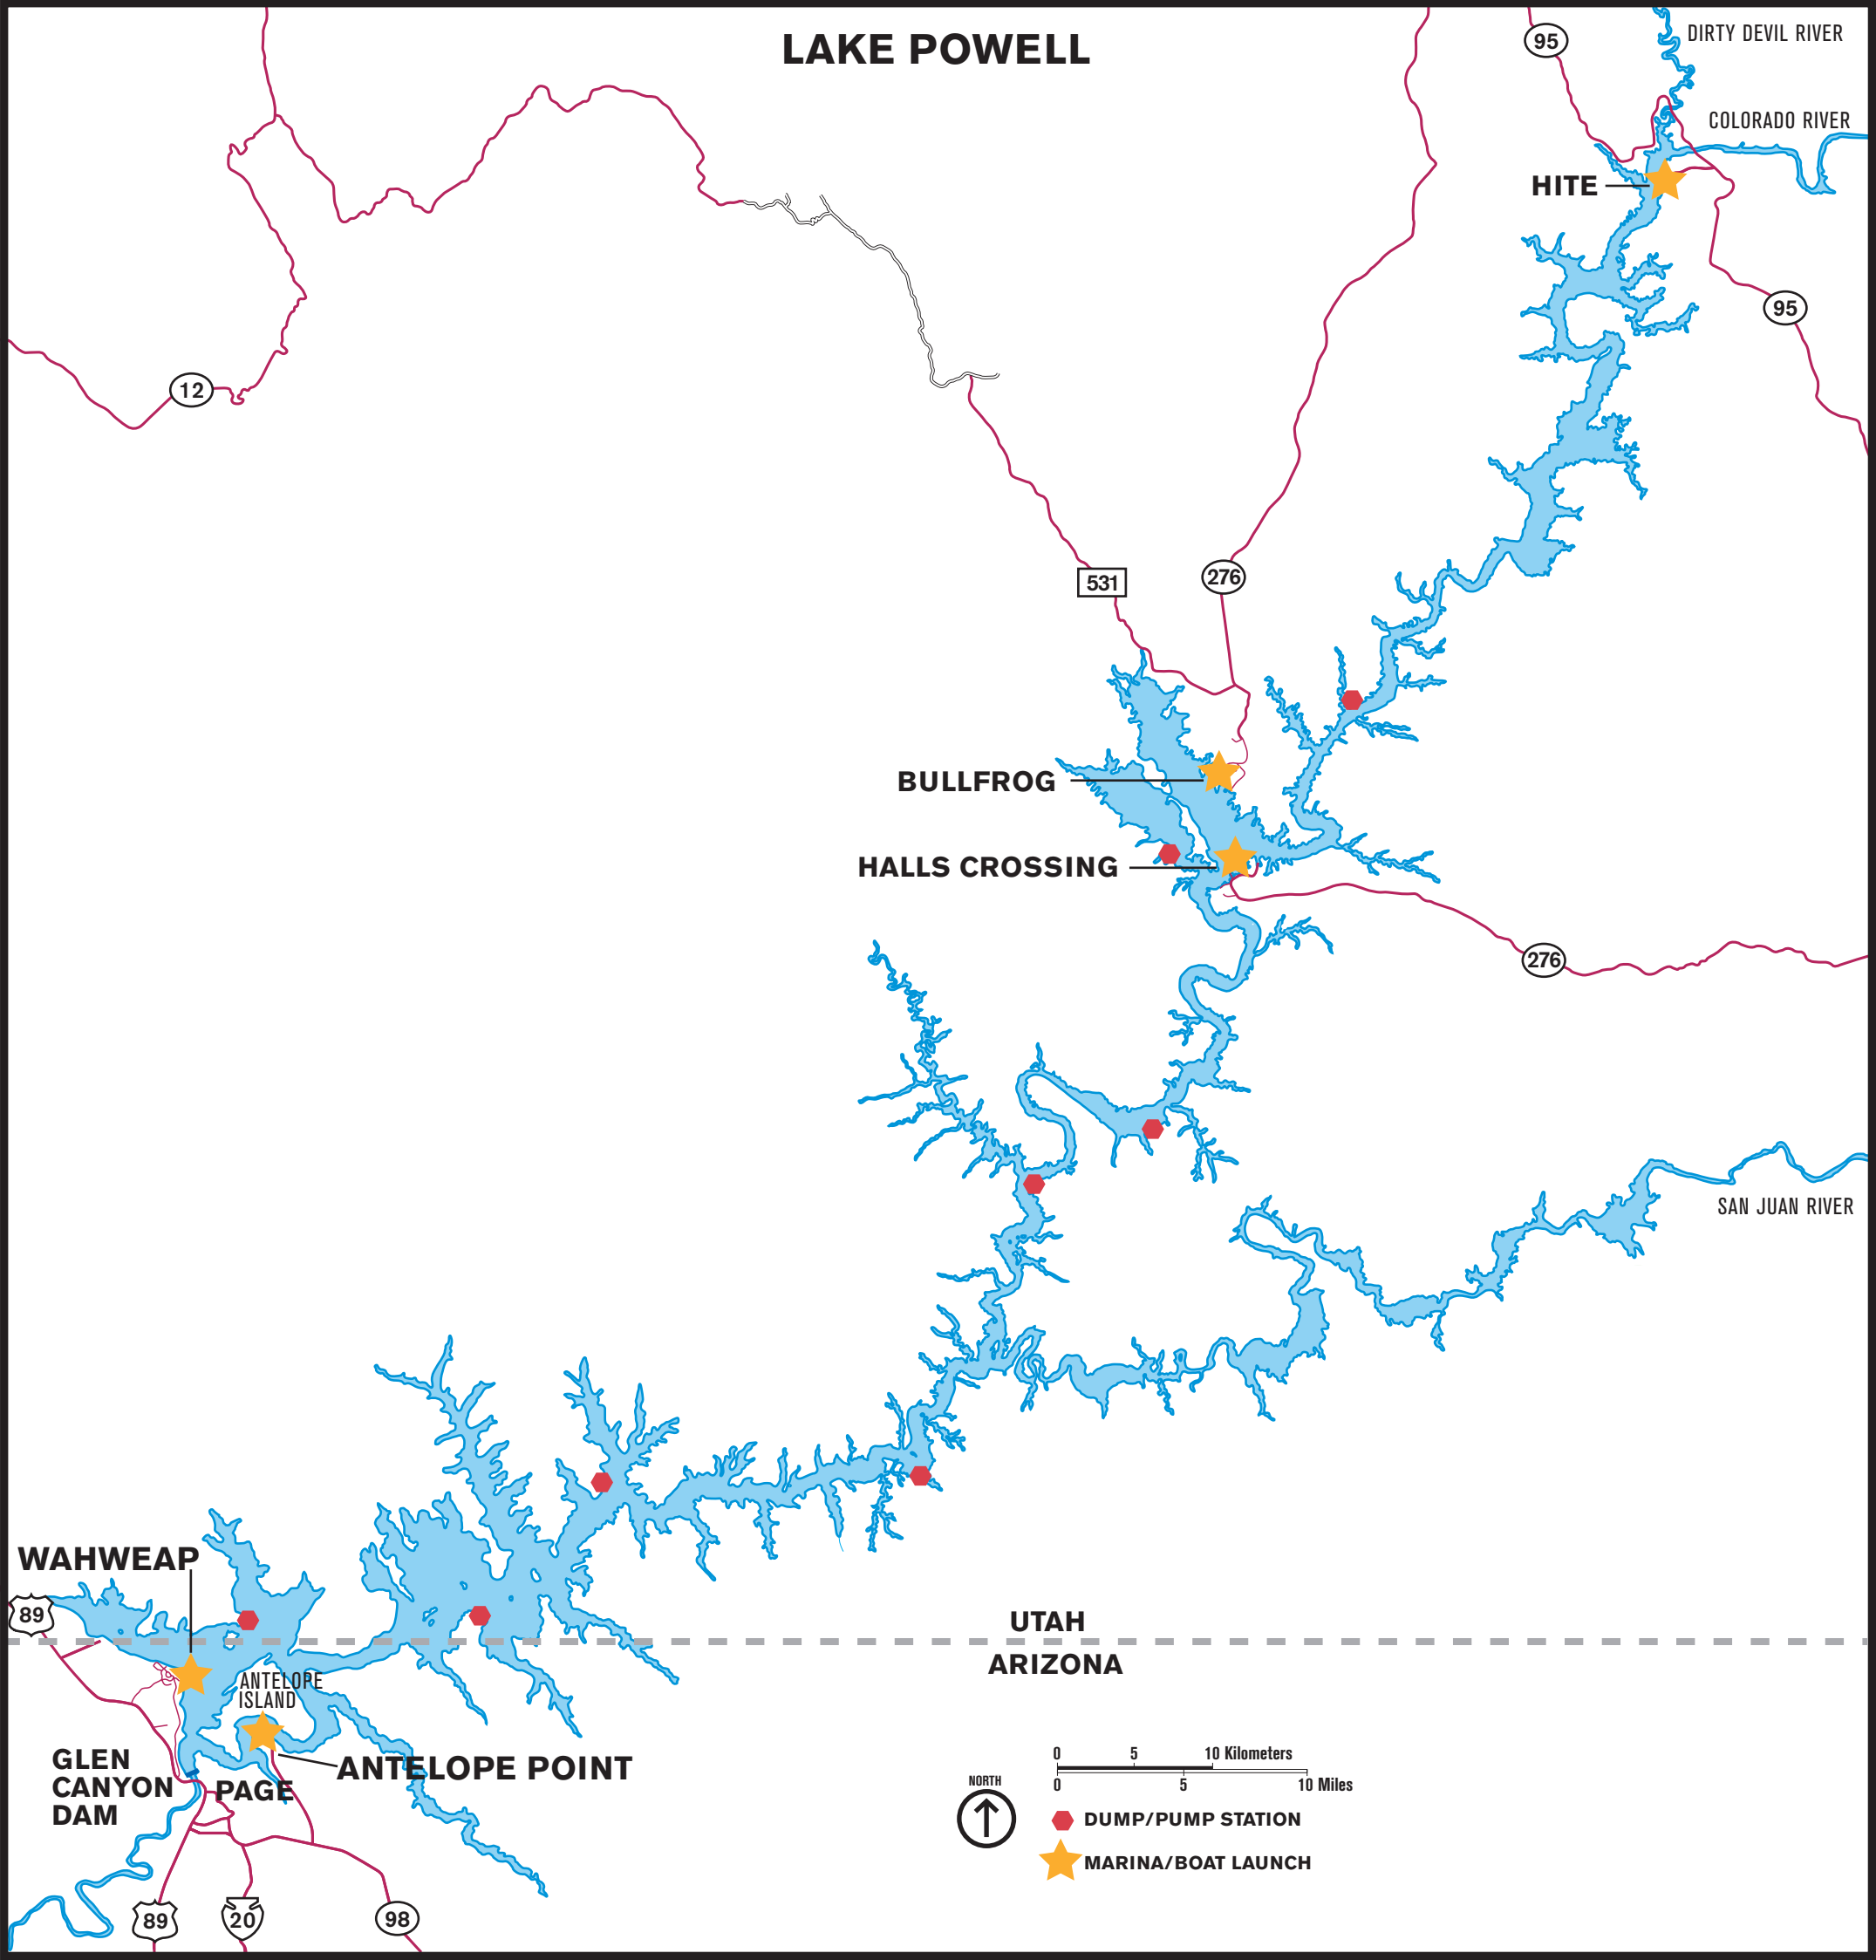 LAKE POWELL
95
DIRTY DEVIL RIVER
COLORADO RIVER
HITE
95
12
531
276
BULLFROG
HALLS CROSSING
276
SAN JUAN RIVER
WAHWEAP
89
UTAH
ARIZONA
ANTELOPE
ISLAND
GLEN
CANYON
DAM
PAGE
ANTELOPE POINT
0 5 10 Kilometers
0 5 10 Miles
NORTH
DUMP/PUMP STATION
MARINA/BOAT LAUNCH
89
20
98